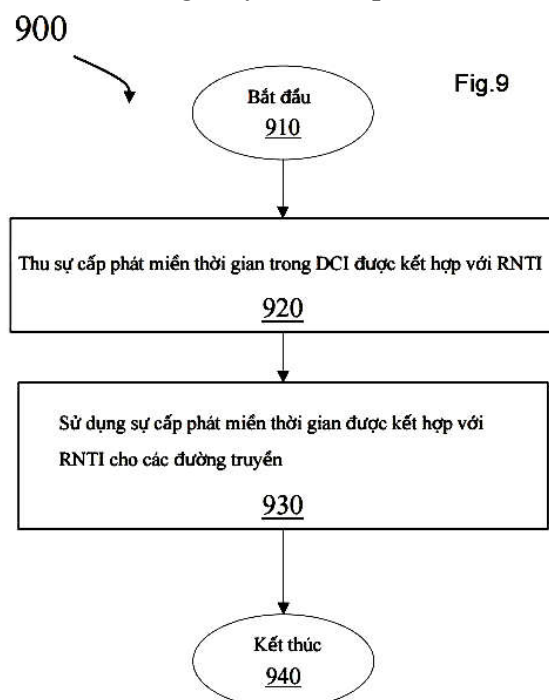 900
Fig.9
Bắt đầu
910
Thu sự cấp phát miền thời gian trong DCI được kết hợp với RNTI
920
Sử dụng sự cấp phát miền thời gian được kết hợp với
RNTI cho các đường truyền
930
Kết thúc
940